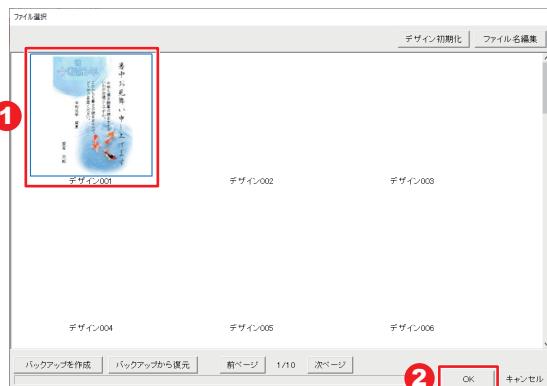 ファイル選択
デザイン初期化
ファイル名編集
1
暑中お見舞い申し上げます
デザイン001
デザイン002
デザイン003
デザイン004
デザイン005
デザイン006
バックアップを作成
バックアップから復元
前ページ
1/10
次ページ
2
OK
キャンセル